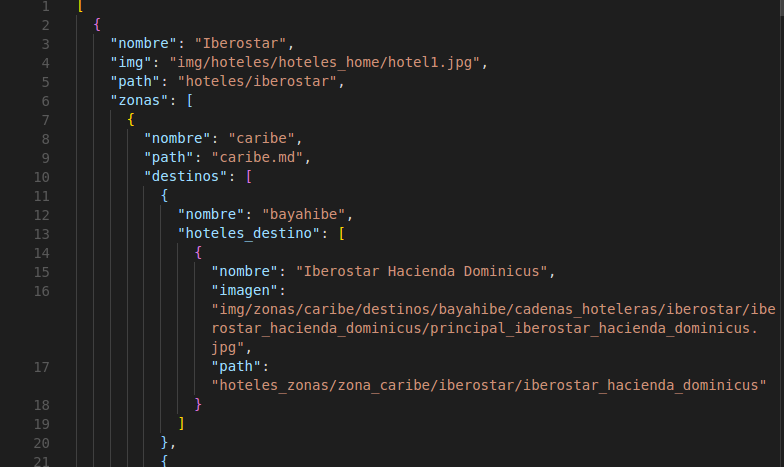 1 [
2 {
3 "nombre": "Iberostar",
4 "img": "img/hoteles/hoteles_home/hotel1.jpg",
5 "path": "hoteles/iberostar",
6 "zonas": [
7 {
8 "nombre": "caribe",
9 "path": "caribe.md",
10 "destinos": [
11 {
12 "nombre": "bayahibe",
13 "hoteles_destino": [
14 {
15 "nombre": "Iberostar Hacienda Dominicus",
16 "imagen":
"img/zonas/caribe/destinos/bayahibe/cadenas_hoteleras/iberostar/ibe
rostar_hacienda_dominicus/principal_iberostar_hacienda_dominicus.
jpg",
17 "path":
"hoteles_zonas/zona_caribe/iberostar/iberostar_hacienda_dominicus"
18 }
19 ]
20 },
21 {